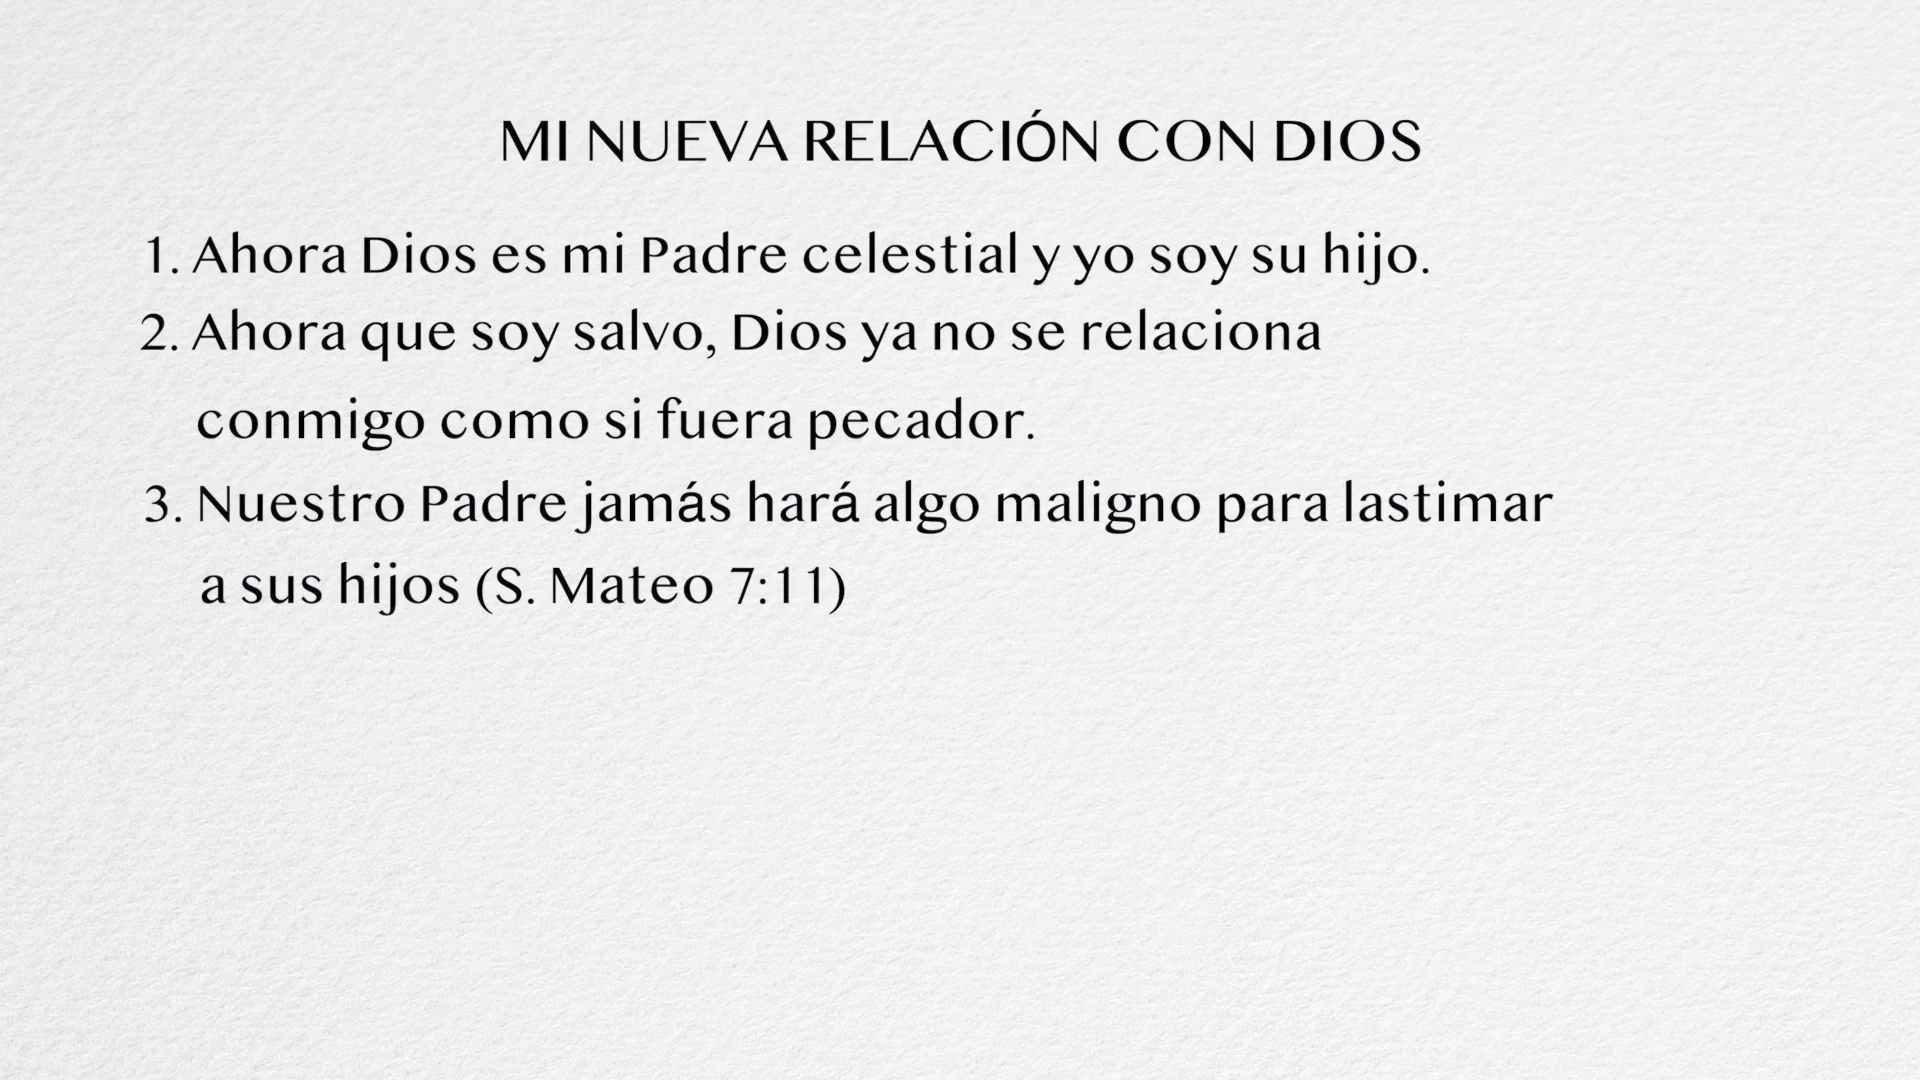 MI NUEVA RELACIÓN CON DIOS
1. Ahora Dios es mi Padre celestial y yo soy su hijo.
2. Ahora que soy salvo, Dios ya no se relaciona
conmigo como si fuera pecador.
3. Nuestro Padre jamás hará algo maligno para lastimar
a sus hijos (S. Mateo 7:11)